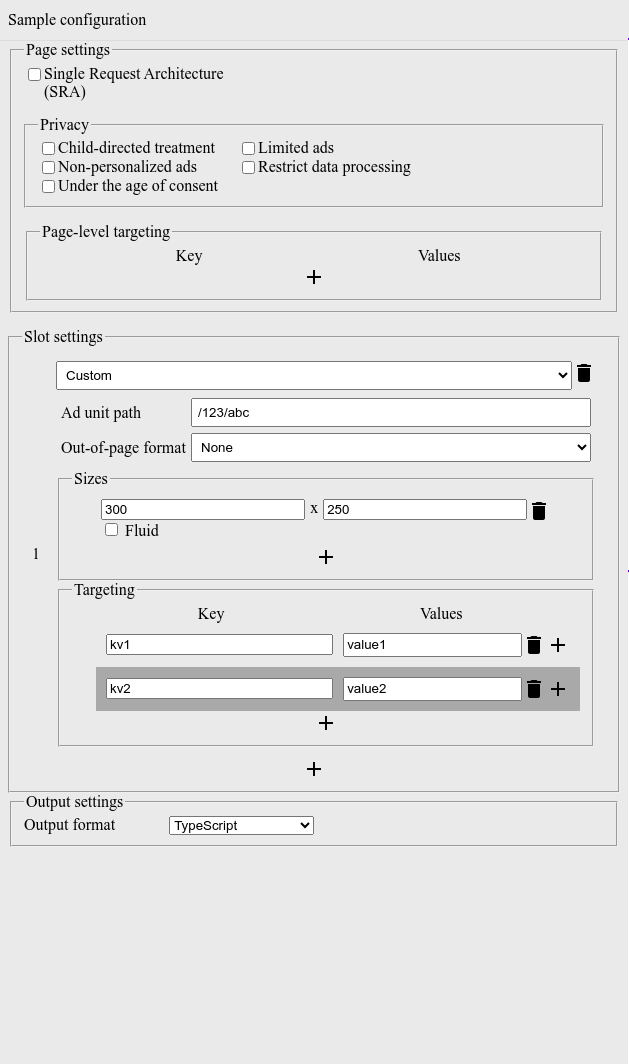 Sample configuration
Page settings
Single Request Architecture
(SRA)
Privacy
Child-directed treatment
Limited ads
Non-personalized ads
Restrict data processing
Under the age of consent
Page-level targeting
Key
Values
Slot settings
Custom
Ad unit path
/123/abc
Out-of-page format
None
Sizes
300
x
250
Fluid
1
Targeting
Key
Values
kv1
value1
kv2
value2
Output settings
Output format
TypeScript